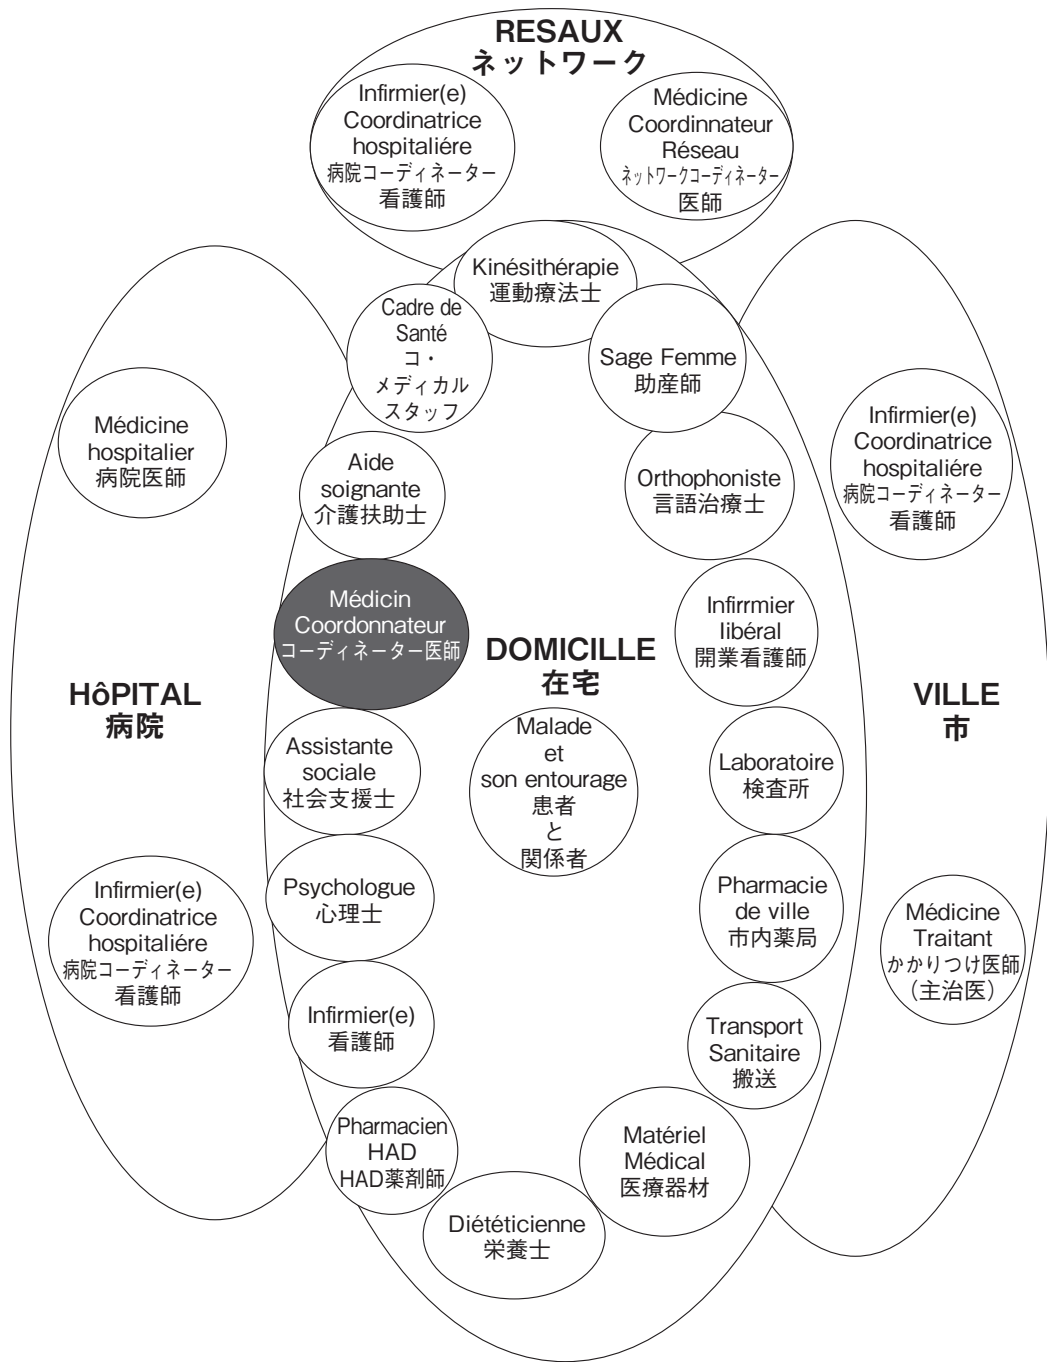 RESAUX
ネットワーク
Infirmier(e)
Coordinatrice
hospitaliére
病院コーディネーター
看護師
Médicine
Coordinnateur
Réseau
ネットワークコーディネーター
医師
Kinésithérapie
運動療法士
Cadre de
Santé
コ・
メディカル
スタッフ
Sage Femme
助産師
Médicine
hospitalier
病院医師
Aide
soignante
介護扶助士
Orthophoniste
言語治療士
Infirmier(e)
Coordinatrice
hospitaliére
病院コーディネーター
看護師
Médicin
Coordonnateur
コーディネーター医師
Infirrmier
libéral
開業看護師
DOMICILLE
在宅
HôPITAL
病院
VILLE
市
Assistante
sociale
社会支援士
Malade
et
son entourage
患者
と
関係者
Laboratoire
検査所
Psychologue
心理士
Pharmacie
de ville
市内薬局
Infirmier(e)
Coordinatrice
hospitaliére
病院コーディネーター
看護師
Médicine
Traitant
かかりつけ医師
（主治医）
Infirmier(e)
看護師
Transport
Sanitaire
搬送
Pharmacien
HAD
HAD薬剤師
Matériel
Médical
医療器材
Diététicienne
栄養士